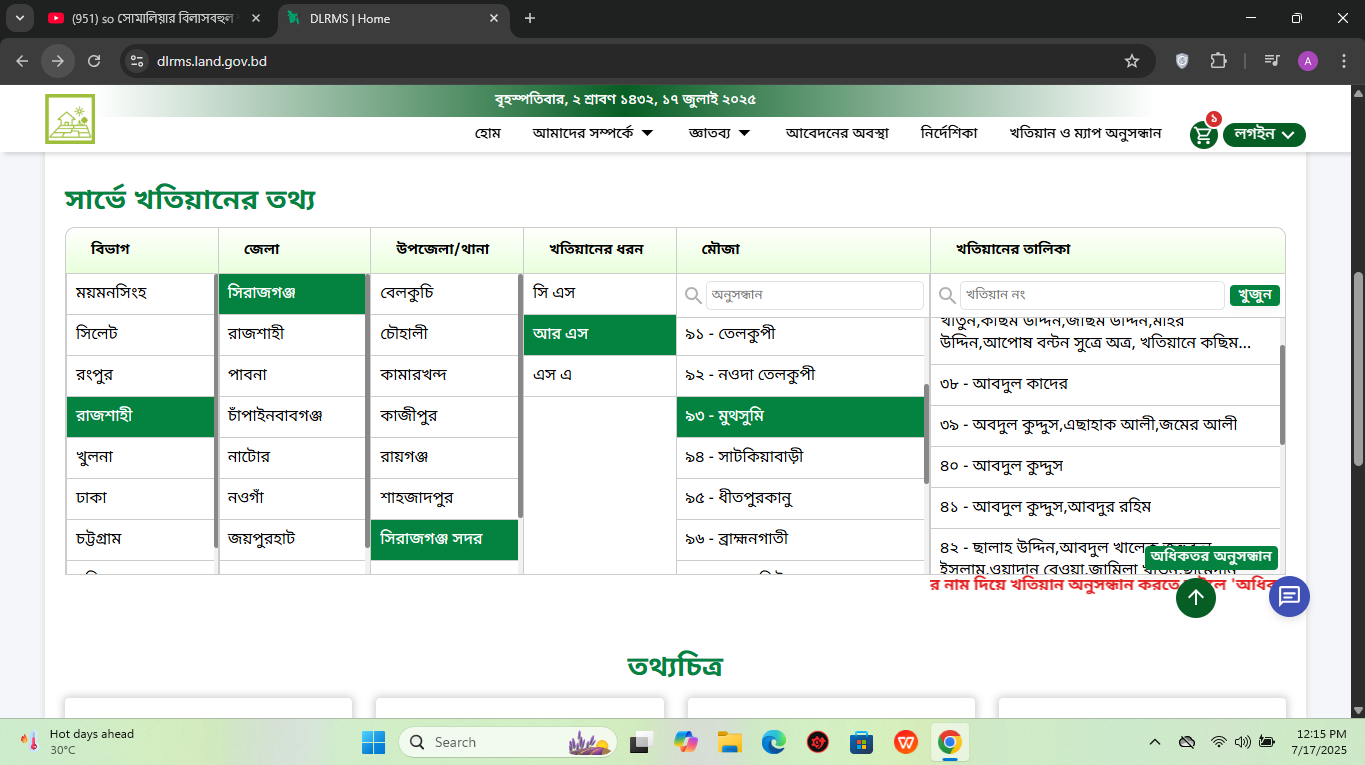 (951) so সোমালিয়ার বিলাসবহুল
DLRMS | Home
dlrms.land.gov.bd
A
বৃহস্পতিবার, ২ শ্রাবণ ১৪৩২, ১৭ জুলাই ২০২৫
হোম আমাদের সম্পর্কে জ্ঞাতব্য আবেদনের অবস্থা নির্দেশিকা খতিয়ান ও ম্যাপ অনুসন্ধান ১ লগইন
সার্ভে খতিয়ানের তথ্য
বিভাগ জেলা উপজেলা/থানা খতিয়ানের ধরন মৌজা খতিয়ানের তালিকা
ময়মনসিংহ সিরাজগঞ্জ বেলকুচি সি এস অনুসন্ধান খতিয়ান নং খুজুন
খাতুন,কাছিম উদ্দিন,জাছিম উদ্দিন,মাহর
সিলেট রাজশাহী চৌহালী আর এস ৯১ - তেলকুপী উদ্দিন,আপোষ বন্টন সুত্রে অত্র, খতিয়ানে কছিম...
রংপুর পাবনা কামারখন্দ এস এ ৯২ - নওদা তেলকুপী ৩৮ - আবদুল কাদের
রাজশাহী চাঁপাইনবাবগঞ্জ কাজীপুর ৯৩ - মুথসুমি ৩৯ - অবদুল কুদ্দুস,এছাহাক আলী,জমের আলী
খুলনা নাটোর রায়গঞ্জ ৯৪ - সাটকিয়াবাড়ী ৪০ - আবদুল কুদ্দুস
ঢাকা নওগাঁ শাহজাদপুর ৯৫ - ধীতপুরকানু ৪১ - আবদুল কুদ্দুস,আবদুর রহিম
চট্টগ্রাম জয়পুরহাট সিরাজগঞ্জ সদর ৯৬ - ব্রাহ্মনগাতী ৪২ - ছালাহ উদ্দিন,আবদুল
ইসলাম,ওয়াদান বেওয়া,জামিলা
অধিকতর অনুসন্ধান
র নাম দিয়ে খতিয়ান অনুসন্ধান করতে
তথ্যচিত্র
Hot days ahead
30°C
Search
12:15 PM
7/17/2025